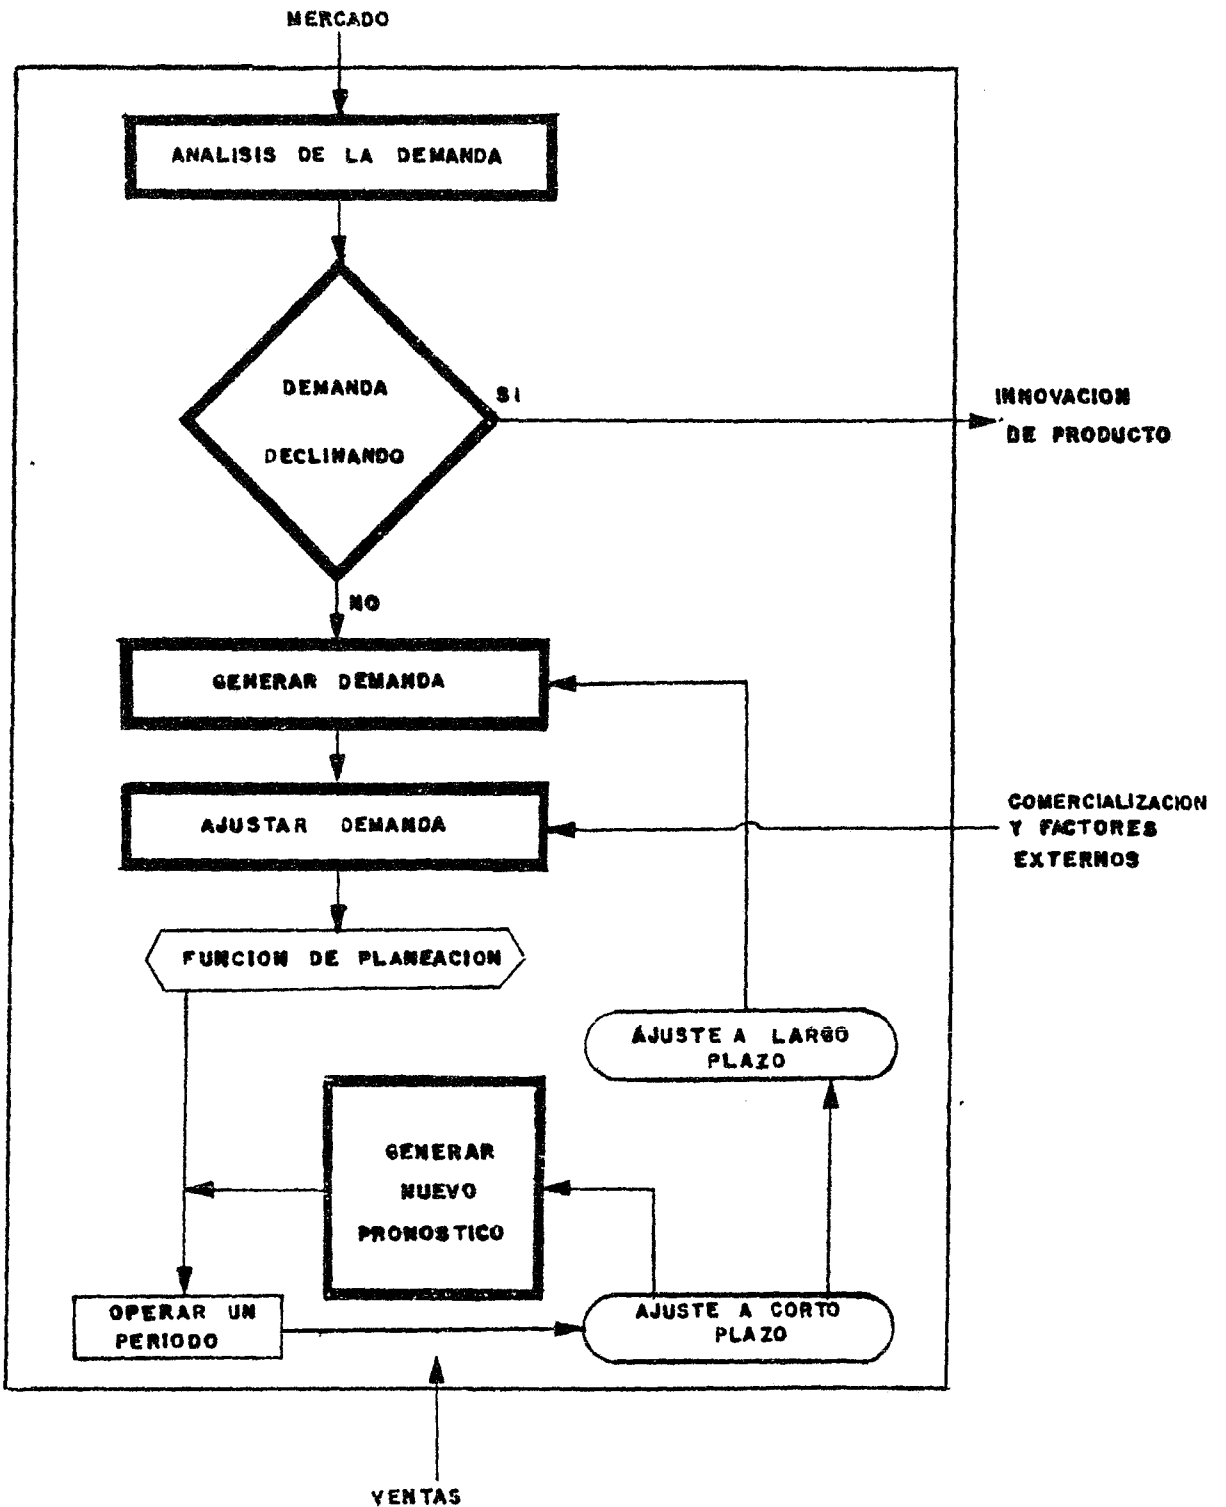 MERCADO
ANALISIS DE LA DEMANDA
DEMANDA
DECLINANDO
SI
INNOVACION
DE PRODUCTO
NO
GENERAR DEMANDA
AJUSTAR DEMANDA
COMERCIALIZACION
Y FACTORES
EXTERNOS
FUNCION DE PLANEACION
AJUSTE A LARGO
PLAZO
GENERAR
NUEVO
PRONOSTICO
OPERAR UN
PERIODO
AJUSTE A CORTO
PLAZO
VENTAS